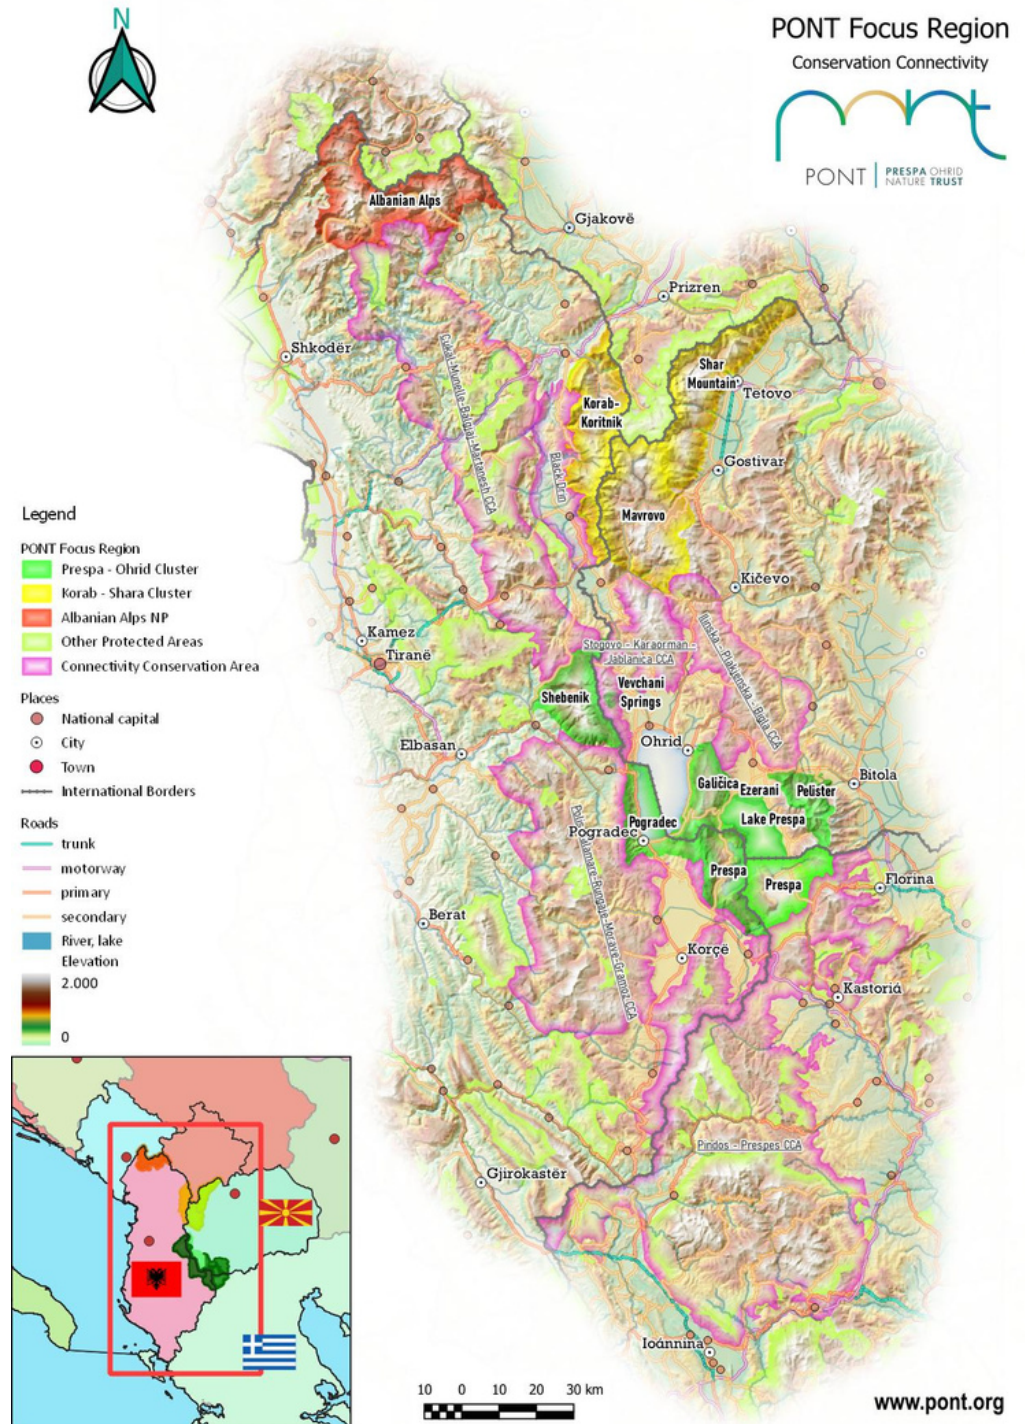 N
PONT Focus Region
Conservation Connectivity
PONT
PRESPA OHRID
NATURE TRUST
Albanian Alps
Gjakovë
Prizren
Shkodër
Shar
Mountain
Tetovo
Korab-
Koritnik
Black Drin
Gostivar
Mavrovo
Kičevo
Legend
PONT Focus Region
Prespa - Ohrid Cluster
Korab - Shara Cluster
Albanian Alps NP
Other Protected Areas
Connectivity Conservation Area
Places
National capital
City
Town
International Borders
Roads
trunk
motorway
primary
secondary
River, lake
Elevation
2.000
0
Kamez
Tiranë
Stogovo - Karaorman -
Jablanica CCA
Ilinska - Plakjenska - Bigla CCA
Shebenik
Vevchani
Springs
Elbasan
Ohrid
Galičica
Ezerani
Pelister
Bitola
Lake Prespa
Pogradec
Pogradec
Prespa
Prespa
Florina
Berat
Korçë
Kastoriá
Pindos - Prespes CCA
Gjirokastër
Ioánnina
10 0 10 20 30 km
www.pont.org